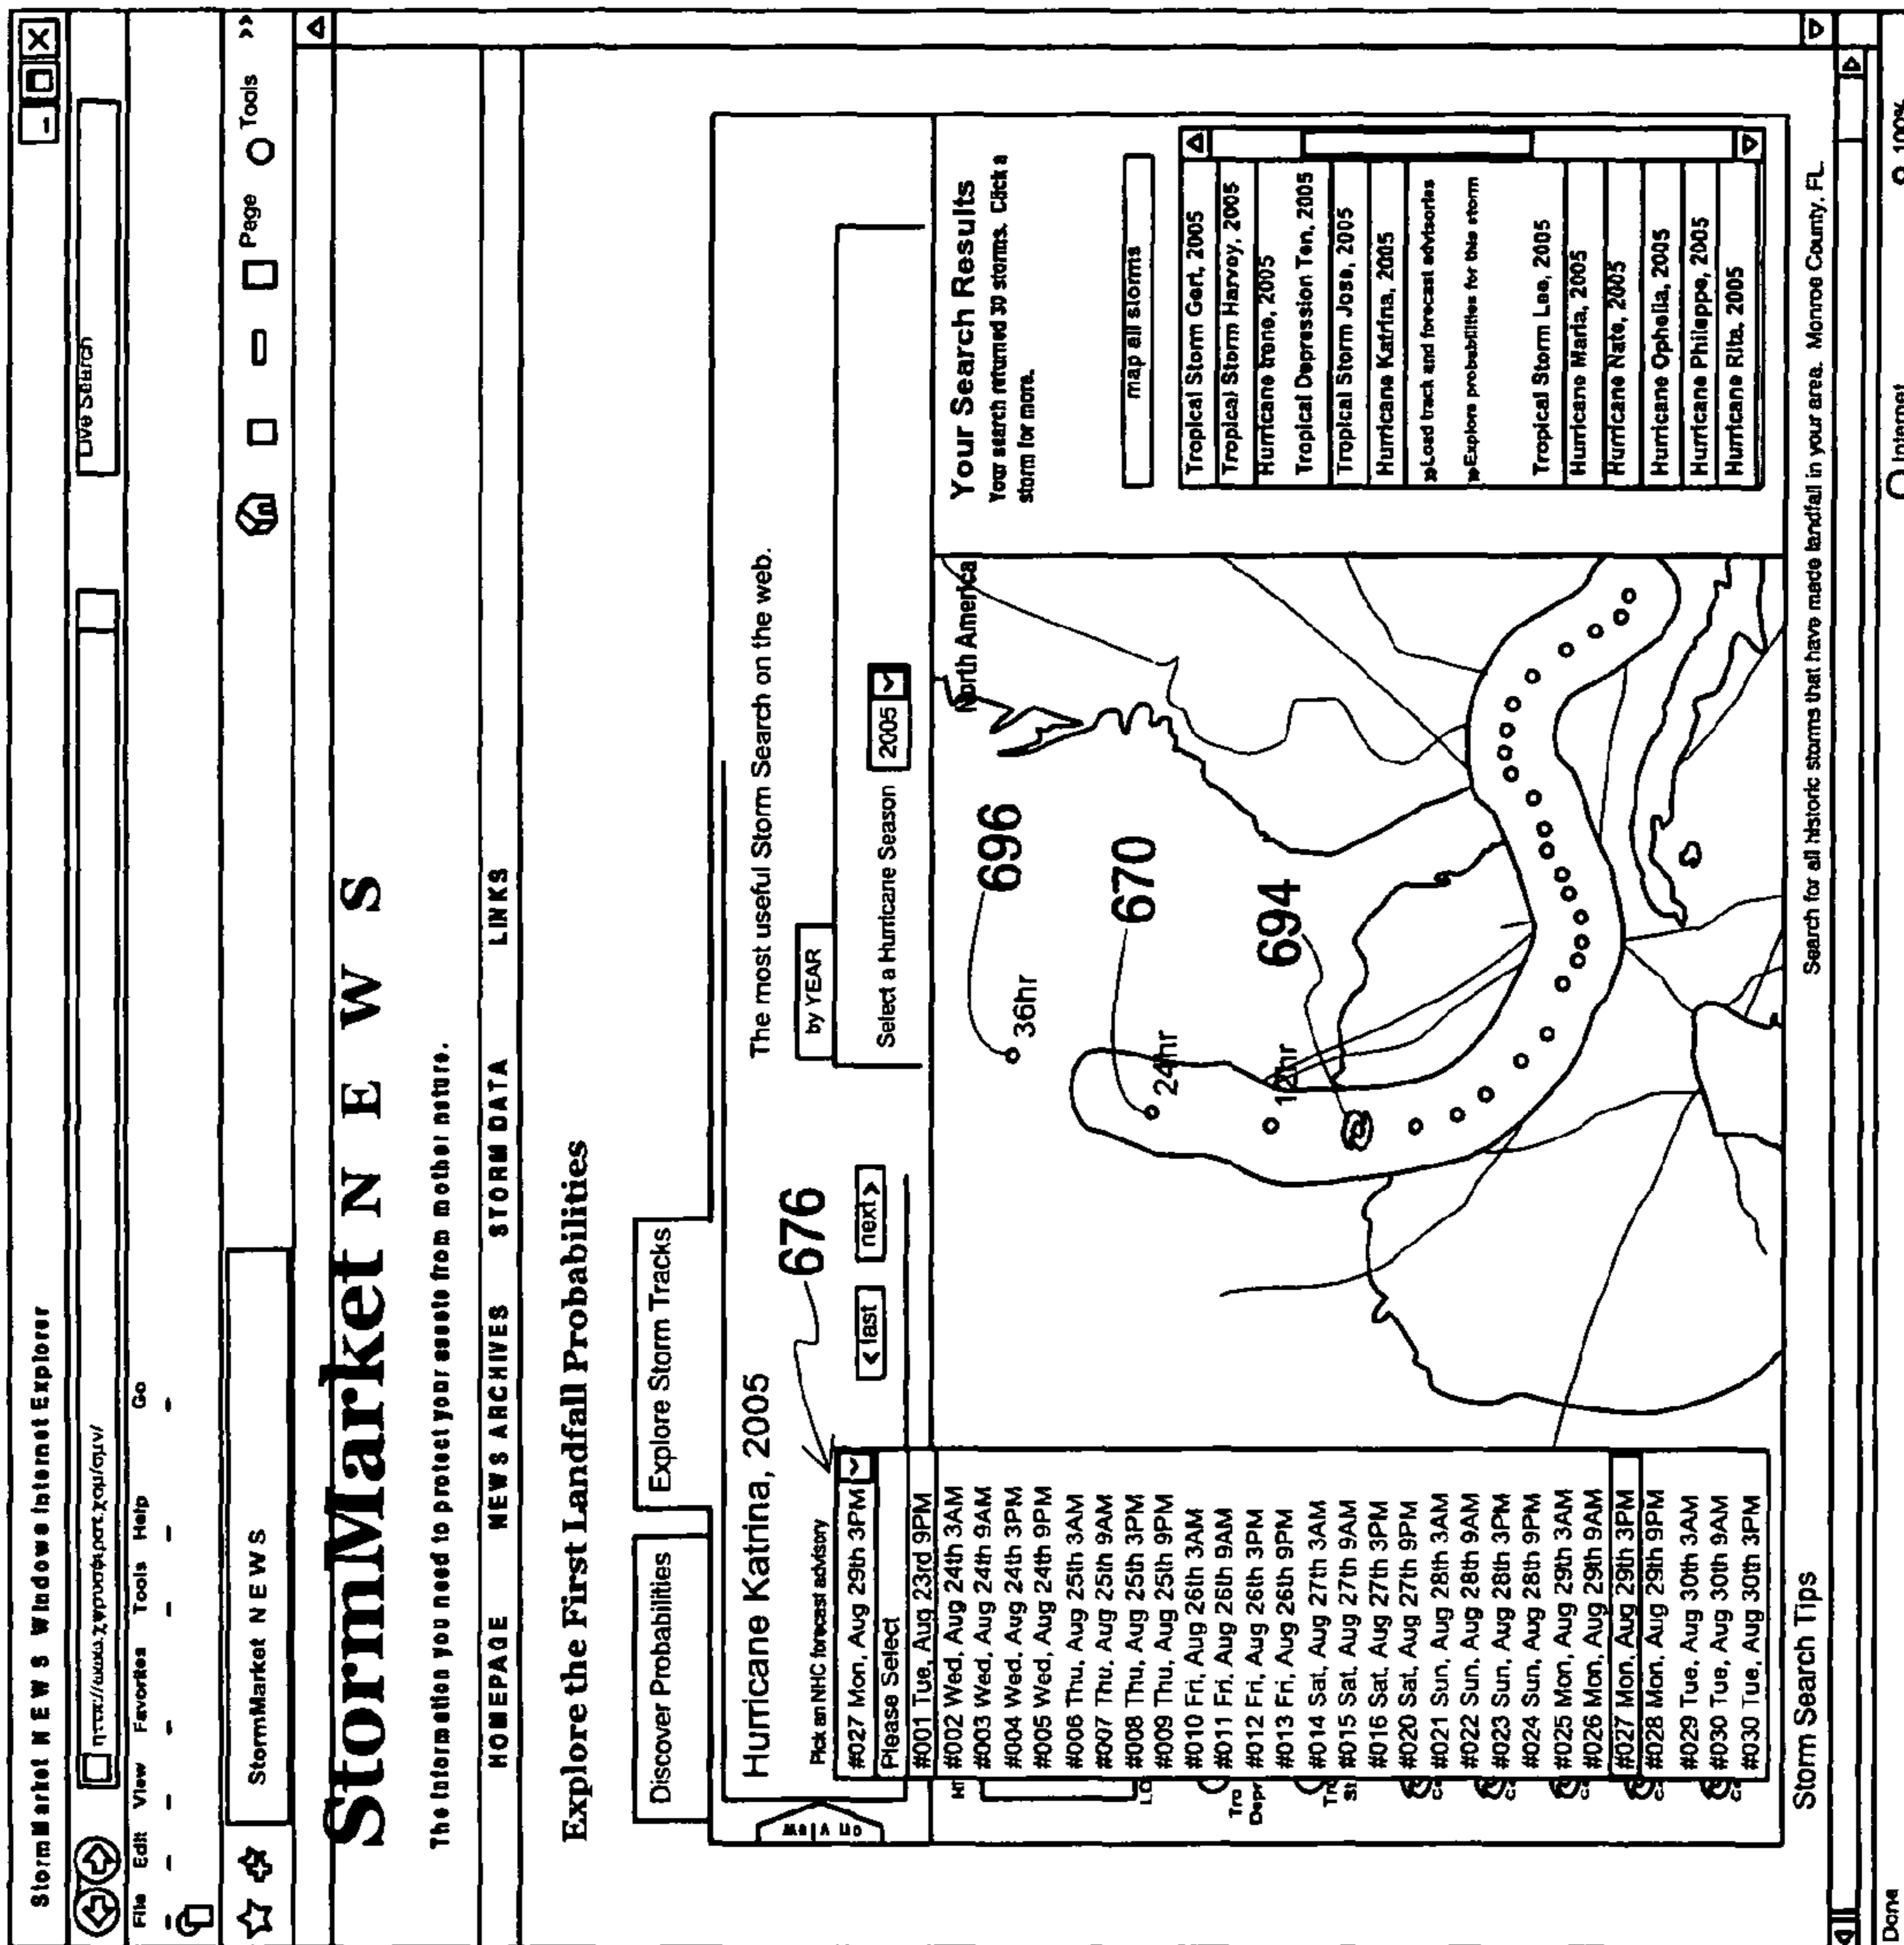 StormMarket N E W S Windows Internet Explorer
Live Search
File Edit View Favorites Tools Help Go
StormMarket N E W S
Page Tools »
StormMarket N E W S
The information you need to protect your assets from mother nature.
HOMEPAGE NEWS ARCHIVES STORM DATA LINKS
Explore the First Landfall Probabilities
Discover Probabilities
Explore Storm Tracks
Hurricane Katrina, 2005
676
The most useful Storm Search on the web.
Pick an NHC forecast advisory
by YEAR
#027 Mon, Aug 29th 3PM
< last
next >
Select a Hurricane Season 2005
Please Select
#001 Tue, Aug 23rd 9PM
#002 Wed, Aug 24th 3AM
#003 Wed, Aug 24th 9AM
#004 Wed, Aug 24th 3PM
#005 Wed, Aug 24th 9PM
#006 Thu, Aug 25th 3AM
#007 Thu, Aug 25th 9AM
#008 Thu, Aug 25th 3PM
#009 Thu, Aug 25th 9PM
#010 Fri, Aug 26th 3AM
#011 Fri, Aug 26th 9AM
#012 Fri, Aug 26th 3PM
#013 Fri, Aug 26th 9PM
#014 Sat, Aug 27th 3AM
#015 Sat, Aug 27th 9AM
#016 Sat, Aug 27th 3PM
#020 Sat, Aug 27th 9PM
#021 Sun, Aug 28th 3AM
#022 Sun, Aug 28th 9AM
#023 Sun, Aug 28th 3PM
#024 Sun, Aug 28th 9PM
#025 Mon, Aug 29th 3AM
#026 Mon, Aug 29th 9AM
#027 Mon, Aug 29th 3PM
#028 Mon, Aug 29th 9PM
#029 Tue, Aug 30th 3AM
#030 Tue, Aug 30th 9AM
#030 Tue, Aug 30th 3PM
Tro
Depr
North America
696
36hr
670
24hr
694
12hr
Your Search Results
Your search returned 30 storms. Click a
storm for more.
map all storms
Tropical Storm Gert, 2005
Tropical Storm Harvey, 2005
Hurricane Irene, 2005
Tropical Depression Ten, 2005
Tropical Storm Jose, 2005
Hurricane Katrina, 2005
»Load track and forecast advisories
»Explore probabilities for this storm
Tropical Storm Lee, 2005
Hurricane Maria, 2005
Hurricane Nate, 2005
Hurricane Ophelia, 2005
Hurricane Phileppe, 2005
Hurricane Rita, 2005
Storm Search Tips
Search for all historic storms that have made landfall in your area. Monroe County, FL.
Done
Internet
100%